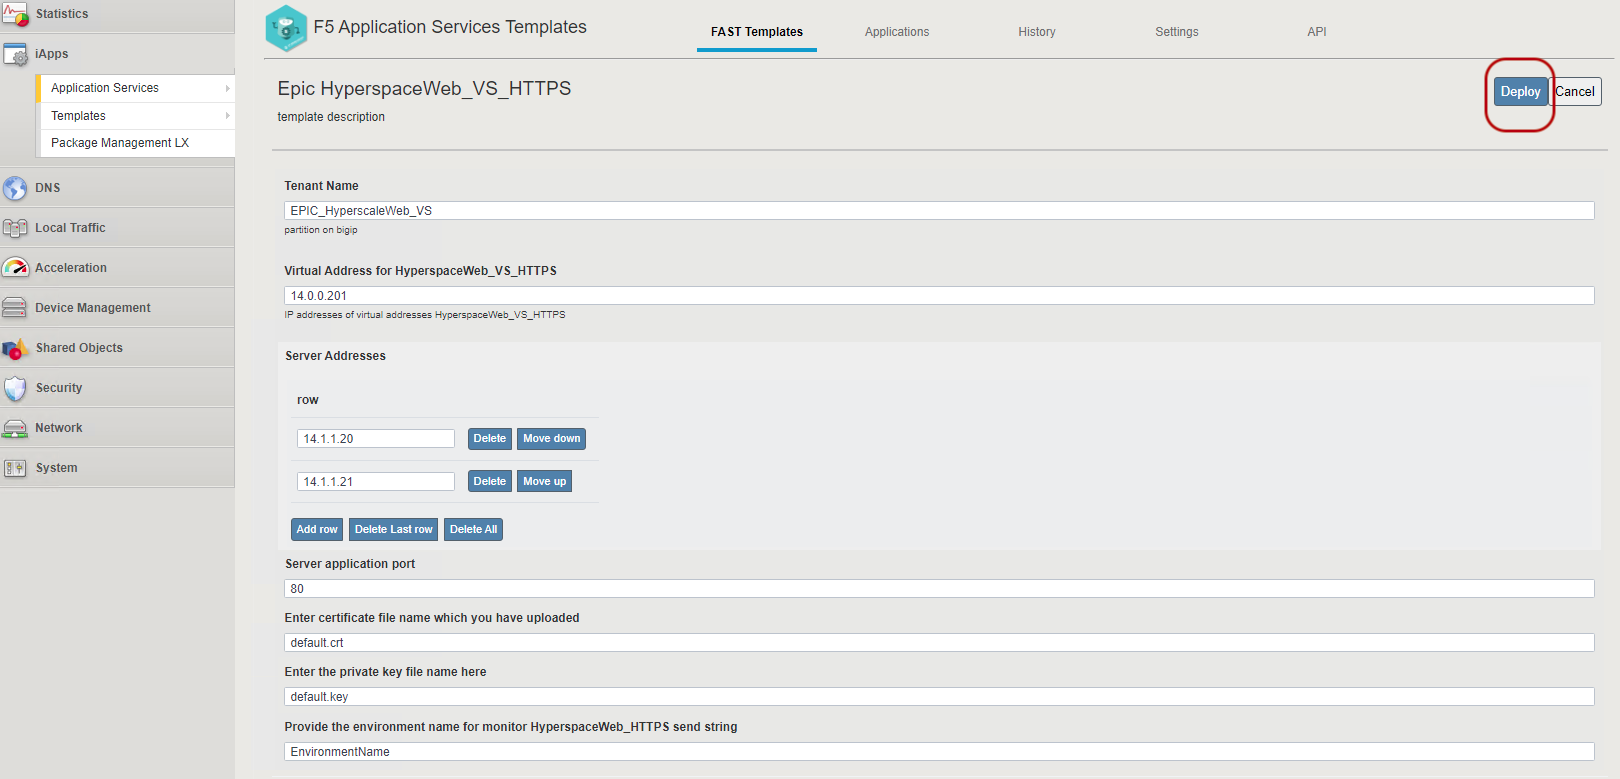 Statistics
iApps
Application Services
Templates
Package Management LX
DNS
Local Traffic
Acceleration
Device Management
Shared Objects
Security
Network
System
F5 Application Services Templates
FAST Templates
Applications
History
Settings
API
Epic HyperspaceWeb_VS_HTTPS
template description
Deploy
Cancel
Tenant Name
EPIC_HyperscaleWeb_VS
partition on bigip
Virtual Address for HyperspaceWeb_VS_HTTPS
14.0.0.201
IP addresses of virtual addresses HyperspaceWeb_VS_HTTPS
Server Addresses
row
14.1.1.20 Delete Move down
14.1.1.21 Delete Move up
Add row Delete Last row Delete All
Server application port
80
Enter certificate file name which you have uploaded
default.crt
Enter the private key file name here
default.key
Provide the environment name for monitor HyperspaceWeb_HTTPS send string
EnvironmentName